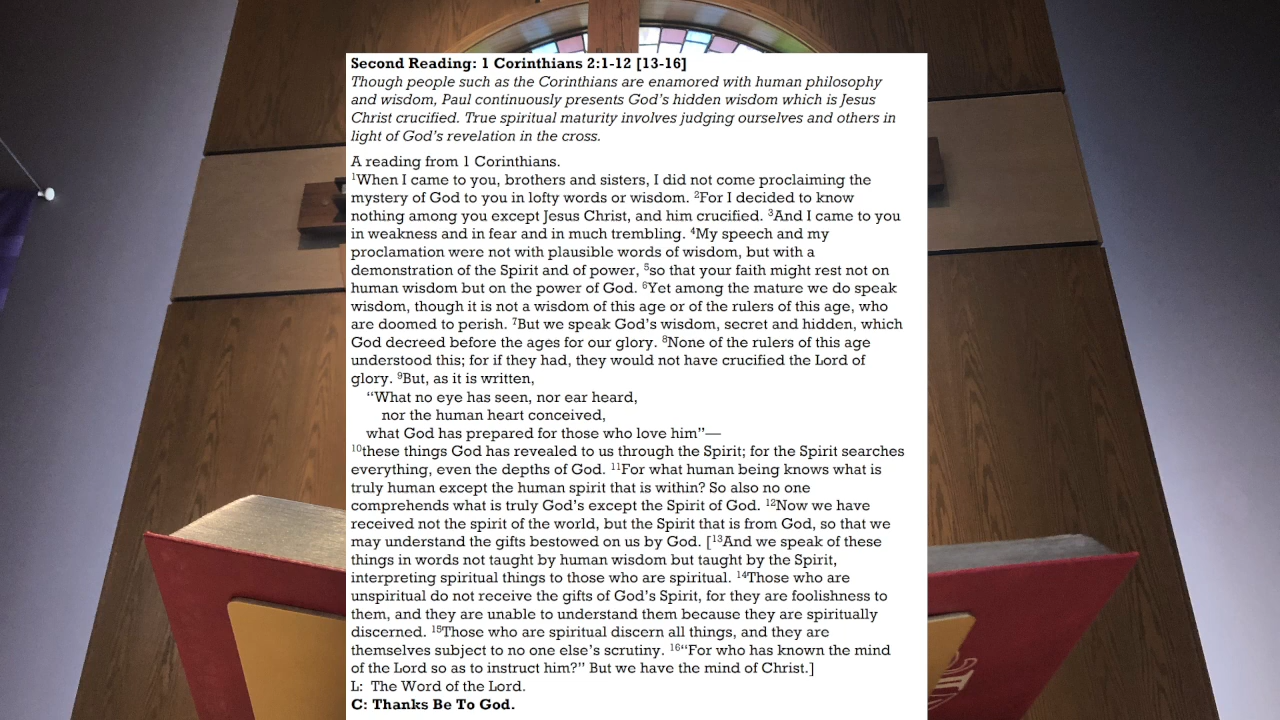 Second Reading: 1 Corinthians 2:1-12 [13-16]
Though people such as the Corinthians are enamored with human philosophy
and wisdom, Paul continuously presents God's hidden wisdom which is Jesus
Christ crucified. True spiritual maturity involves judging ourselves and others in
light of God's revelation in the cross.
A reading from 1 Corinthians.
¹When I came to you, brothers and sisters, I did not come proclaiming the
mystery of God to you in lofty words or wisdom. ²For I decided to know
nothing among you except Jesus Christ, and him crucified. ³And I came to you
in weakness and in fear and in much trembling. ⁴My speech and my
proclamation were not with plausible words of wisdom, but with a
demonstration of the Spirit and of power, ⁵so that your faith might rest not on
human wisdom but on the power of God. ⁶Yet among the mature we do speak
wisdom, though it is not a wisdom of this age or of the rulers of this age, who
are doomed to perish. ⁷But we speak God's wisdom, secret and hidden, which
God decreed before the ages for our glory. ⁸None of the rulers of this age
understood this; for if they had, they would not have crucified the Lord of
glory. ⁹But, as it is written,
“What no eye has seen, nor ear heard,
nor the human heart conceived,
what God has prepared for those who love him”—
¹⁰these things God has revealed to us through the Spirit; for the Spirit searches
everything, even the depths of God. ¹¹For what human being knows what is
truly human except the human spirit that is within? So also no one
comprehends what is truly God's except the Spirit of God. ¹²Now we have
received not the spirit of the world, but the Spirit that is from God, so that we
may understand the gifts bestowed on us by God. [¹³And we speak of these
things in words not taught by human wisdom but taught by the Spirit,
interpreting spiritual things to those who are spiritual. ¹⁴Those who are
unspiritual do not receive the gifts of God's Spirit, for they are foolishness to
them, and they are unable to understand them because they are spiritually
discerned. ¹⁵Those who are spiritual discern all things, and they are
themselves subject to no one else's scrutiny. ¹⁶“For who has known the mind
of the Lord so as to instruct him?” But we have the mind of Christ.]
L: The Word of the Lord.
C: Thanks Be To God.